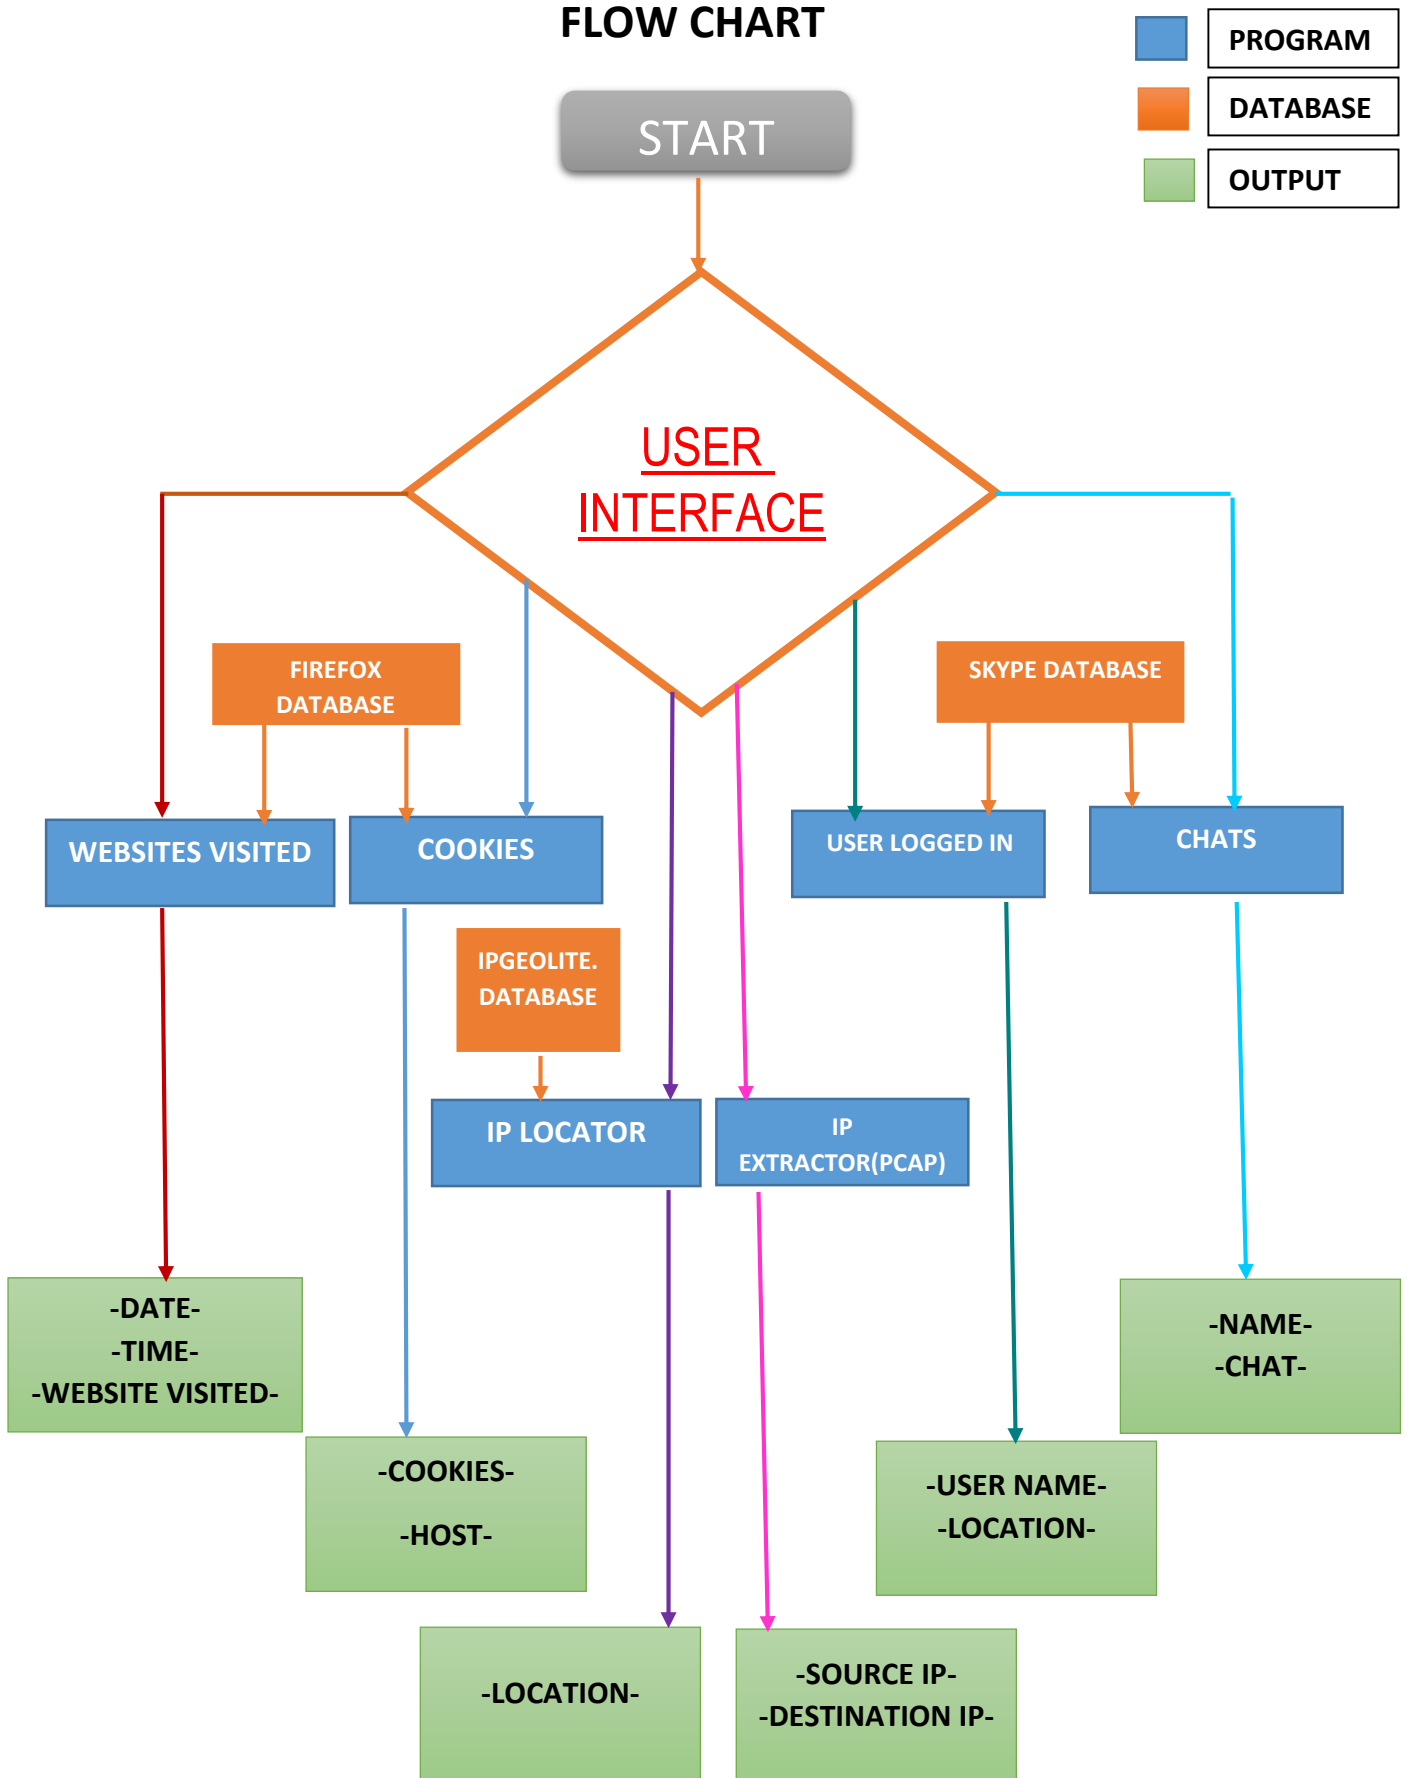 FLOW CHART
PROGRAM
DATABASE
OUTPUT
START
USER
INTERFACE
FIREFOX
DATABASE
SKYPE DATABASE
WEBSITES VISITED
COOKIES
USER LOGGED IN
CHATS
IPGEOLITE.
DATABASE
IP LOCATOR
IP
EXTRACTOR(PCAP)
-DATE-
-TIME-
-WEBSITE VISITED-
-NAME-
-CHAT-
-COOKIES-
-HOST-
-USER NAME-
-LOCATION-
-LOCATION-
-SOURCE IP-
-DESTINATION IP-